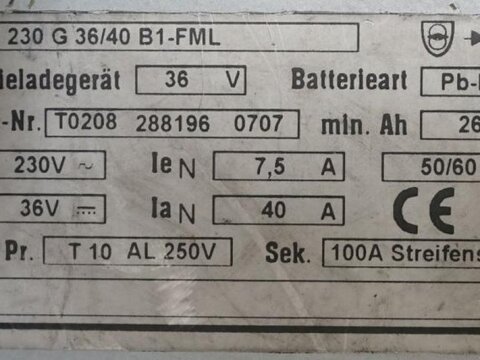 230 G 36/40 B1-FML
eladegerät 36 V Batterieart Pb-
-Nr. T0208 288196 0707 min. Ah 26
230V ~ Ie N 7,5 A 50/60
36V ⎓ Ia N 40 A CE
Pr. T 10 AL 250V Sek. 100A Streifens